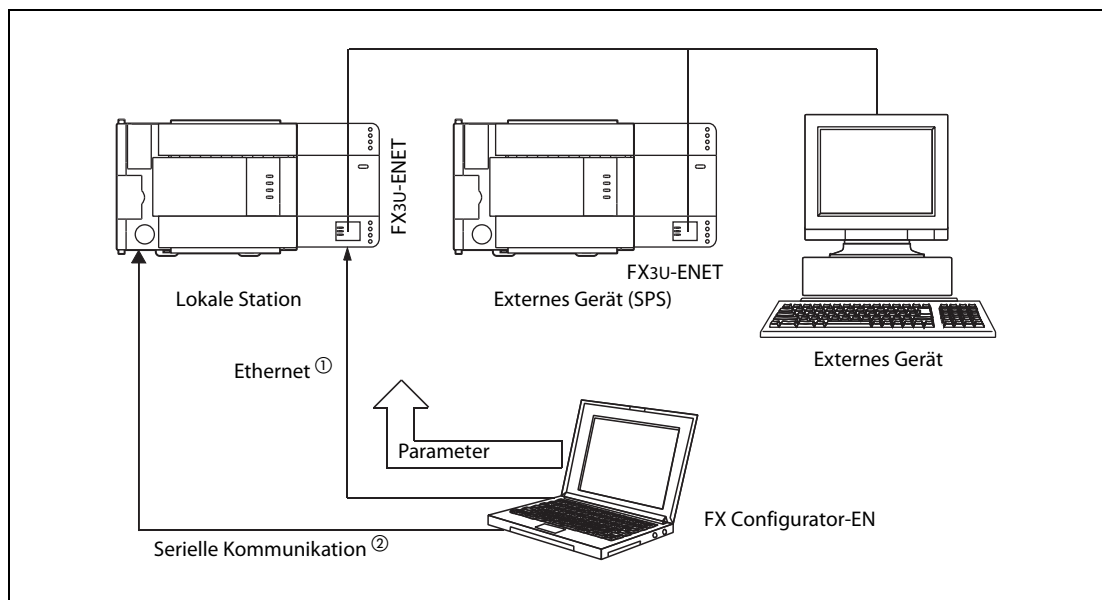 FX3U-ENET
FX3U-ENET
Lokale Station
Externes Gerät (SPS)
Externes Gerät
Ethernet ①
Parameter
FX Configurator-EN
Serielle Kommunikation ②